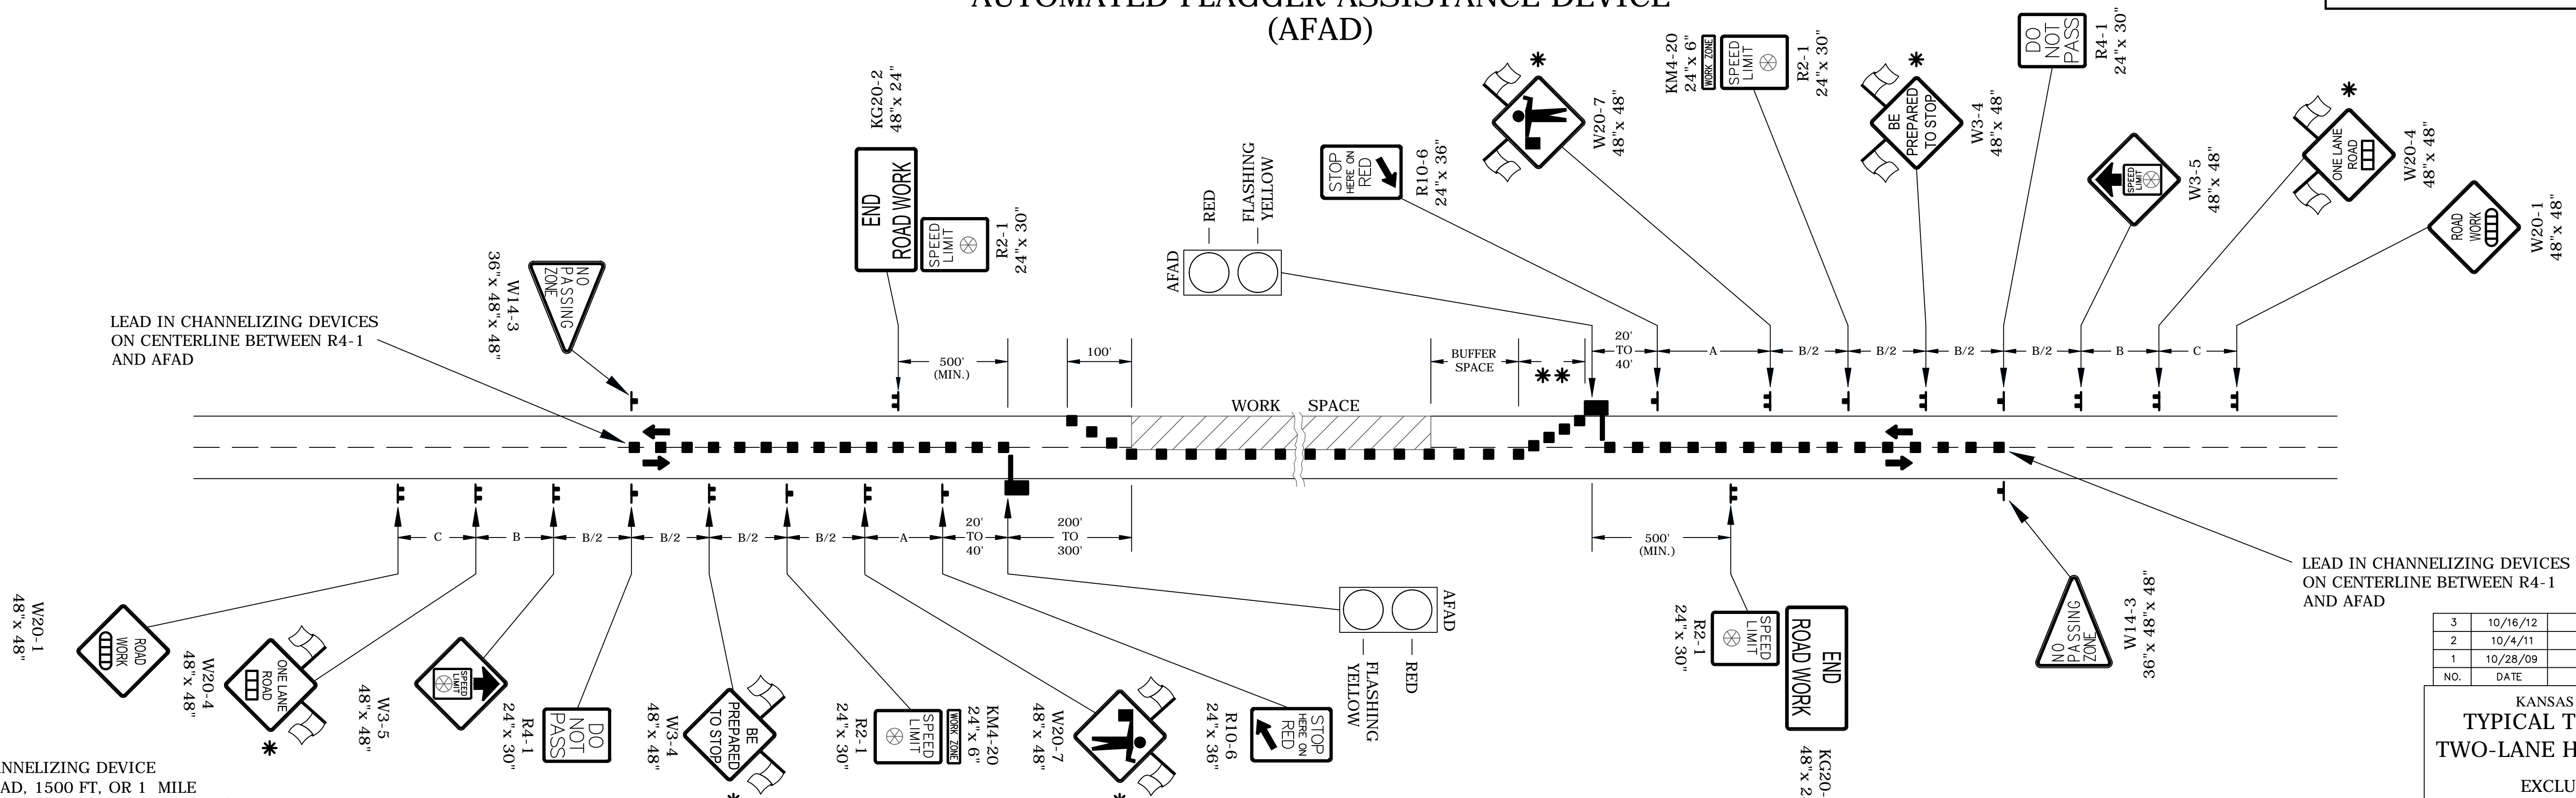 AUTOMATED FLAGGER ASSISTANCE DEVICE
(AFAD)
KG20-2
48"x 24"
END
ROAD WORK
SPEED
LIMIT
R2-1
24"x 30"
NO
PASSING
ZONE
W14-3
36"x 48"x 48"
LEAD IN CHANNELIZING DEVICES
ON CENTERLINE BETWEEN R4-1
AND AFAD
500'
(MIN.)
100'
AFAD
RED
FLASHING
YELLOW
STOP
HERE ON
RED
R10-6
24"x 36"
*
W20-7
48"x 48"
KM4-20
24"x 6"
WORK ZONE
SPEED
LIMIT
R2-1
24"x 30"
*
BE
PREPARED
TO STOP
W3-4
48"x 48"
DO
NOT
PASS
R4-1
24"x 30"
SPEED
LIMIT
W3-5
48"x 48"
*
ONE LANE
ROAD
W20-4
48"x 48"
ROAD
WORK
W20-1
48"x 48"
BUFFER
SPACE
**
20'
TO
40'
A
B/2
B/2
B/2
B/2
B
C
WORK SPACE
C
B
B/2
B/2
B/2
B/2
A
20'
TO
40'
200'
TO
300'
500'
(MIN.)
LEAD IN CHANNELIZING DEVICES
ON CENTERLINE BETWEEN R4-1
AND AFAD
W20-1
48"x 48"
ROAD
WORK
W20-4
48"x 48"
ONE LANE
ROAD
*
W3-5
48"x 48"
SPEED
LIMIT
R4-1
24"x 30"
DO
NOT
PASS
W3-4
48"x 48"
BE
PREPARED
TO STOP
*
R2-1
24"x 30"
SPEED
LIMIT
WORK ZONE
KM4-20
24"x 6"
W20-7
48"x 48"
*
R10-6
24"x 36"
STOP
HERE ON
RED
AFAD
RED
FLASHING
YELLOW
R2-1
24"x 30"
SPEED
LIMIT
END
ROAD WORK
KG20-
48"x 2
NO
PASSING
ZONE
W14-3
36"x 48"x 48"
3 10/16/12
2 10/4/11
1 10/28/09
NO. DATE
KANSAS
TYPICAL T
TWO-LANE H
EXCLU
NNELIZING DEVICE
AD, 1500 FT, OR 1 MILE